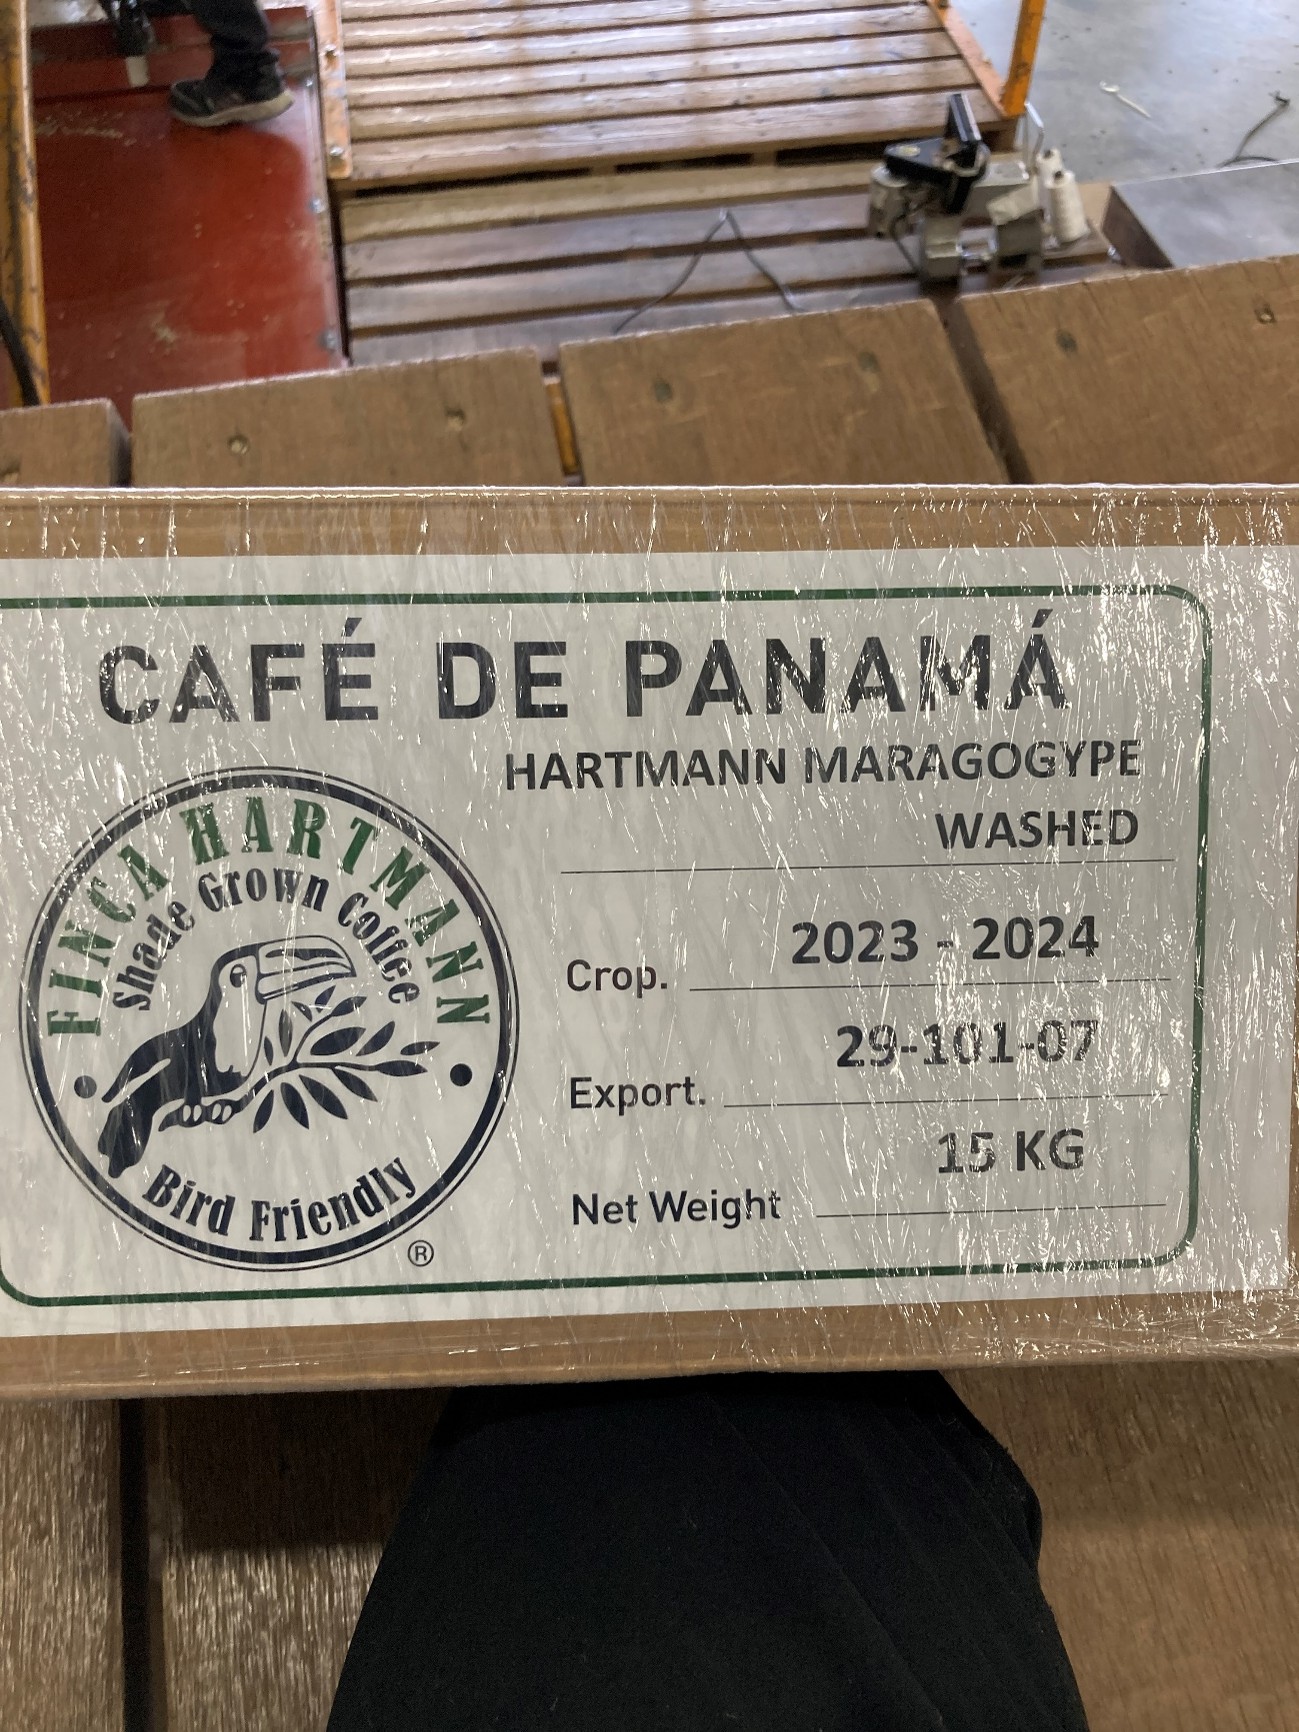 CAFÉ DE PANAMÁ
HARTMANN MARAGOGYPE
WASHED
FINCA HARTMANN
Shade Grown Coffee
Bird Friendly
®
Crop. 2023 - 2024
Export. 29-101-07
Net Weight 15 KG